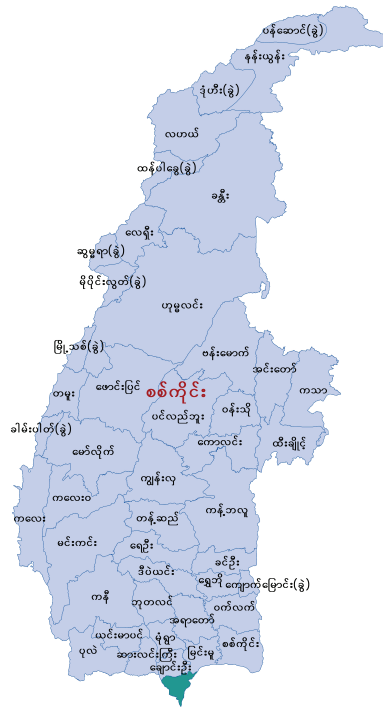 ပန်ဆောင်(ခွဲ)
နန်းယွန်း
ဒုံဟီး(ခွဲ)
လဟယ်
ထန်ပါခွေ(ခွဲ)
ခန္တီး
လေရှီး
ဆွမ္မရာ(ခွဲ)
မိုပိုင်းလွတ်(ခွဲ)
ဟုမ္မလင်း
မြို့သစ်(ခွဲ)
ဗန်းမောက်
အင်းတော်
ဖောင်းပြင်
စစ်ကိုင်း
ကသာ
တမူး
ပင်လည်ဘူး
ဝန်းသို
ခါမ်းပါတ်(ခွဲ)
မော်လိုက်
ကောလင်း
ထီးချိုင့်
ကျွန်းလှ
ကလေးဝ
ကန့်ဘလူ
ကလေး
တန့်ဆည်
မင်းကင်း
ရေဦး
ခင်ဦး
ဒီပဲယင်း
ရွှေဘို
ကျောက်မြောင်း(ခွဲ)
ကနီ
ဘုတလင်
ဝက်လက်
အရာတော်
ယင်းမာပင်
မုံရွာ
စစ်ကိုင်း
ပုလဲ
ဆားလင်းကြီး
မြင်းမူ
ချောင်းဦး